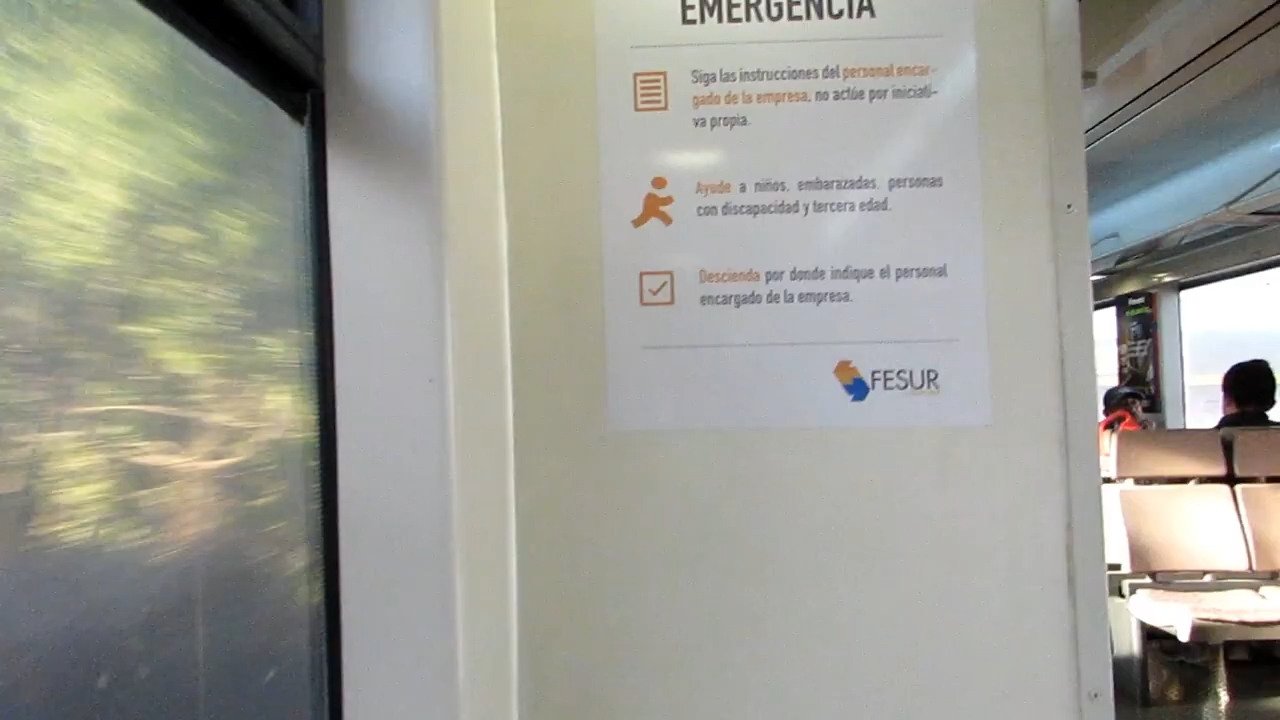 EMERGENCIA
Siga las instrucciones del personal encar-
gado de la empresa, no actúe por iniciati-
va propia.
Ayude a niños, embarazadas, personas
con discapacidad y tercera edad.
Descienda por donde indique el personal
encargado de la empresa.
FESUR